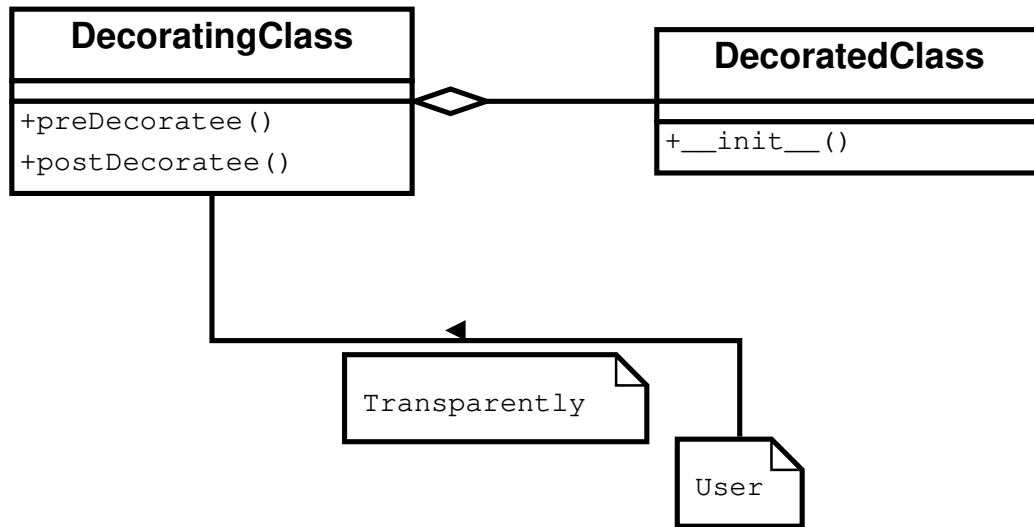 DecoratingClass
DecoratedClass
+preDecoratee()
+postDecoratee()
+__init__()
Transparently
User